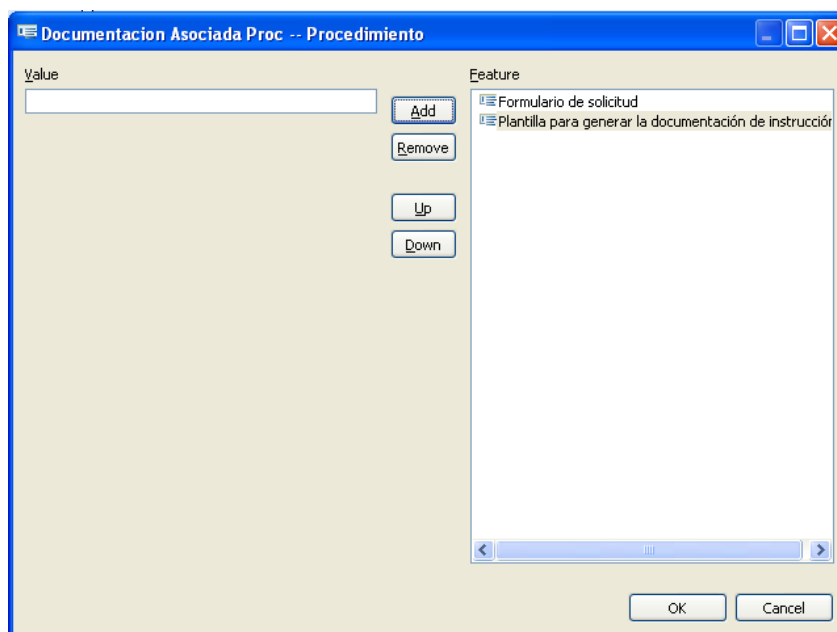 Documentacion Asociada Proc -- Procedimiento
Value
Feature
Add
Remove
Up
Down
Formulario de solicitud
Plantilla para generar la documentación de instrucción
OK
Cancel